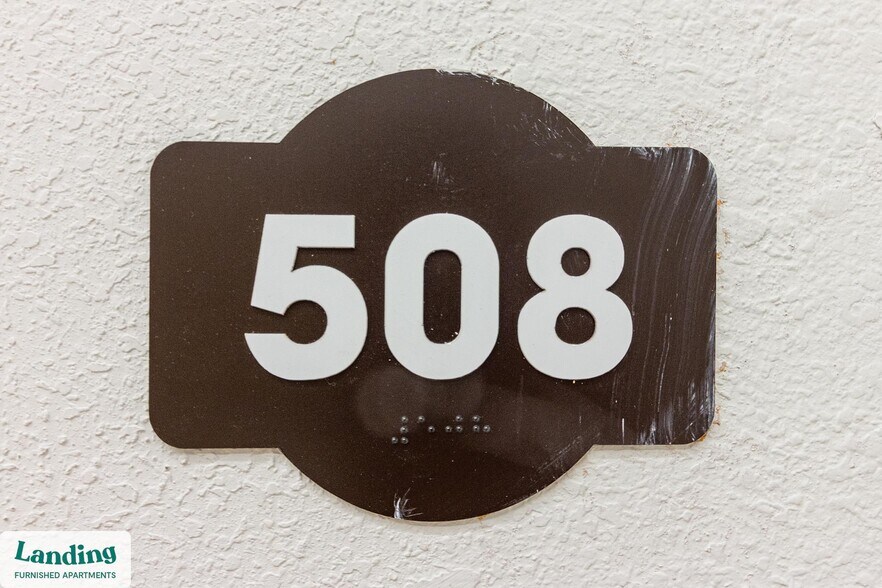 508
⠼⠑⠚⠓
Landing
FURNISHED APARTMENTS